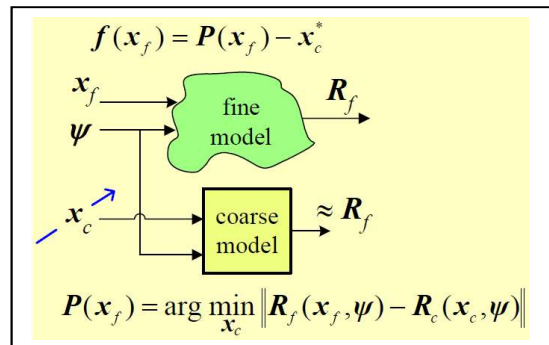 f(x_f) = P(x_f) − x_c^*
x_f
R_f
ψ
fine
model
x_c
coarse
model
≈ R_f
P(x_f) = arg min_{x_c} ‖R_f(x_f, ψ) − R_c(x_c, ψ)‖